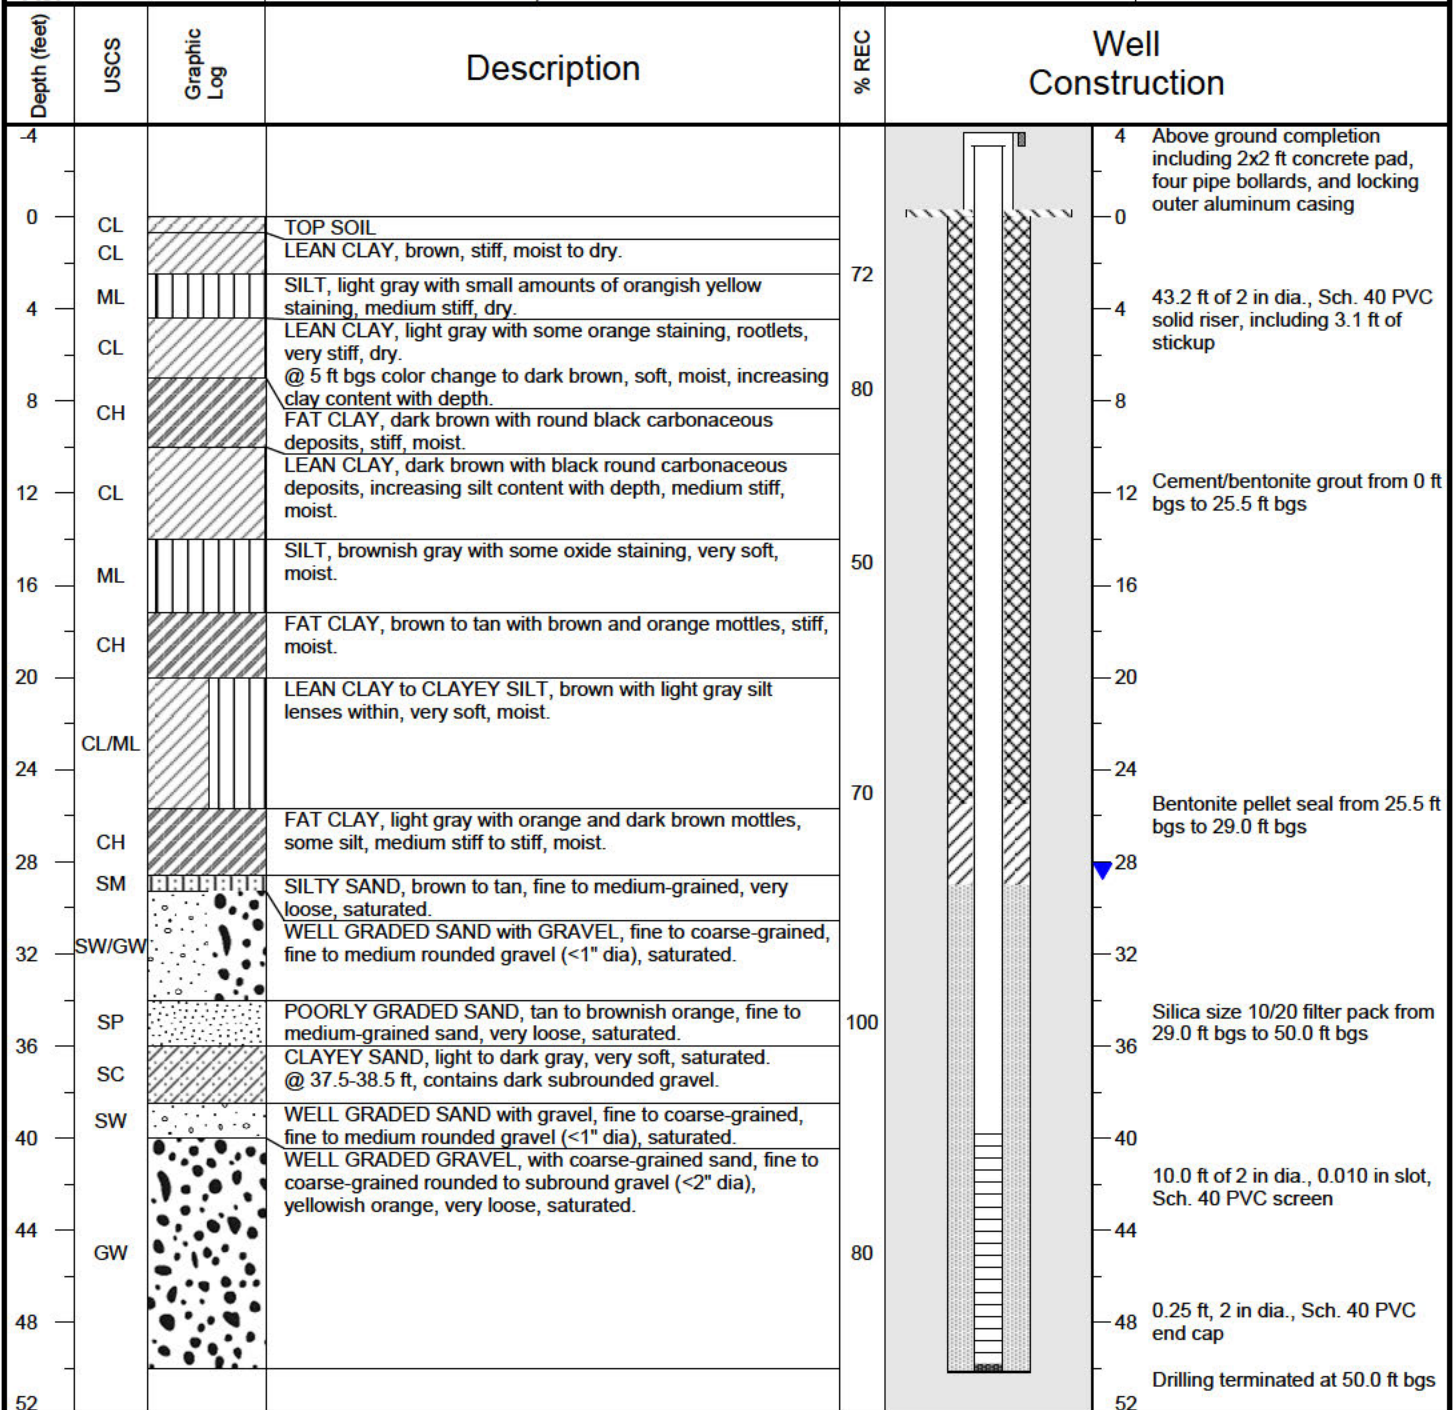 Depth (feet)
USCS
Graphic
Log
Description
% REC
Well
Construction
-4
0
4
8
12
16
20
24
28
32
36
40
44
48
52
CL
CL
ML
CL
CH
CL
ML
CH
CL/ML
CH
SM
SW/GW
SP
SC
SW
GW
TOP SOIL
LEAN CLAY, brown, stiff, moist to dry.
SILT, light gray with small amounts of orangish yellow
staining, medium stiff, dry.
LEAN CLAY, light gray with some orange staining, rootlets,
very stiff, dry.
@ 5 ft bgs color change to dark brown, soft, moist, increasing
clay content with depth.
FAT CLAY, dark brown with round black carbonaceous
deposits, stiff, moist.
LEAN CLAY, dark brown with black round carbonaceous
deposits, increasing silt content with depth, medium stiff,
moist.
SILT, brownish gray with some oxide staining, very soft,
moist.
FAT CLAY, brown to tan with brown and orange mottles, stiff,
moist.
LEAN CLAY to CLAYEY SILT, brown with light gray silt
lenses within, very soft, moist.
FAT CLAY, light gray with orange and dark brown mottles,
some silt, medium stiff to stiff, moist.
SILTY SAND, brown to tan, fine to medium-grained, very
loose, saturated.
WELL GRADED SAND with GRAVEL, fine to coarse-grained,
fine to medium rounded gravel (<1" dia), saturated.
POORLY GRADED SAND, tan to brownish orange, fine to
medium-grained sand, very loose, saturated.
CLAYEY SAND, light to dark gray, very soft, saturated.
@ 37.5-38.5 ft, contains dark subrounded gravel.
WELL GRADED SAND with gravel, fine to coarse-grained,
fine to medium rounded gravel (<1" dia), saturated.
WELL GRADED GRAVEL, with coarse-grained sand, fine to
coarse-grained rounded to subround gravel (<2" dia),
yellowish orange, very loose, saturated.
72
80
50
70
100
80
4
0
4
8
12
16
20
24
28
32
36
40
44
48
52
Above ground completion
including 2x2 ft concrete pad,
four pipe bollards, and locking
outer aluminum casing
43.2 ft of 2 in dia., Sch. 40 PVC
solid riser, including 3.1 ft of
stickup
Cement/bentonite grout from 0 ft
bgs to 25.5 ft bgs
Bentonite pellet seal from 25.5 ft
bgs to 29.0 ft bgs
Silica size 10/20 filter pack from
29.0 ft bgs to 50.0 ft bgs
10.0 ft of 2 in dia., 0.010 in slot,
Sch. 40 PVC screen
0.25 ft, 2 in dia., Sch. 40 PVC
end cap
Drilling terminated at 50.0 ft bgs